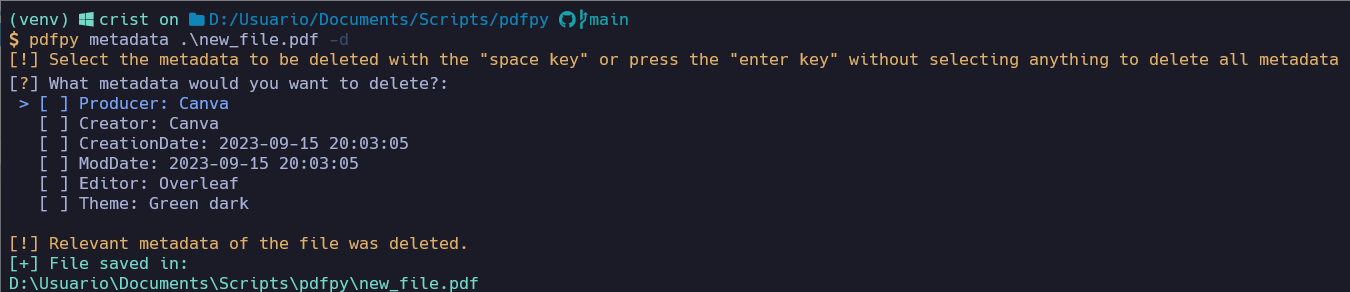 (venv) crist on D:/Usuario/Documents/Scripts/pdfpy main
$ pdfpy metadata .\new_file.pdf -d
[!] Select the metadata to be deleted with the "space key" or press the "enter key" without selecting anything to delete all metadata
[?] What metadata would you want to delete?:
 > [ ] Producer: Canva
   [ ] Creator: Canva
   [ ] CreationDate: 2023-09-15 20:03:05
   [ ] ModDate: 2023-09-15 20:03:05
   [ ] Editor: Overleaf
   [ ] Theme: Green dark
[!] Relevant metadata of the file was deleted.
[+] File saved in:
D:\Usuario\Documents\Scripts\pdfpy\new_file.pdf